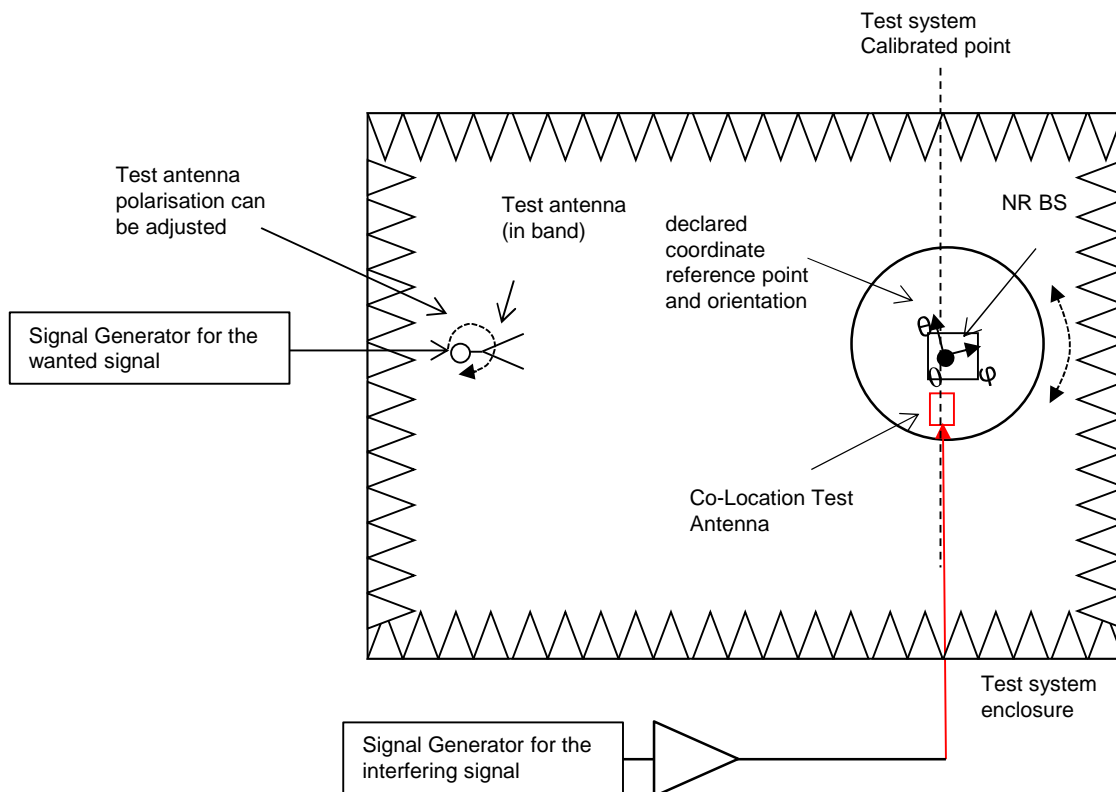 Test system
Calibrated point
Test antenna
polarisation can
be adjusted
Test antenna
(in band)
declared
coordinate
reference point
and orientation
NR BS
Signal Generator for the
wanted signal
θ
θ
φ
Co-Location Test
Antenna
Test system
enclosure
Signal Generator for the
interfering signal